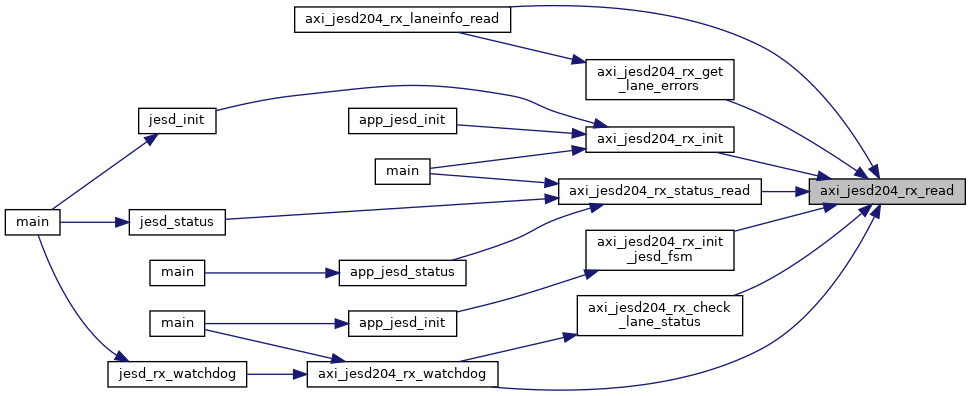 axi_jesd204_rx_laneinfo_read
axi_jesd204_rx_get
_lane_errors
jesd_init
app_jesd_init
axi_jesd204_rx_init
main
axi_jesd204_rx_status_read
axi_jesd204_rx_read
main
jesd_status
axi_jesd204_rx_init
_jesd_fsm
main
app_jesd_status
axi_jesd204_rx_check
_lane_status
main
app_jesd_init
jesd_rx_watchdog
axi_jesd204_rx_watchdog